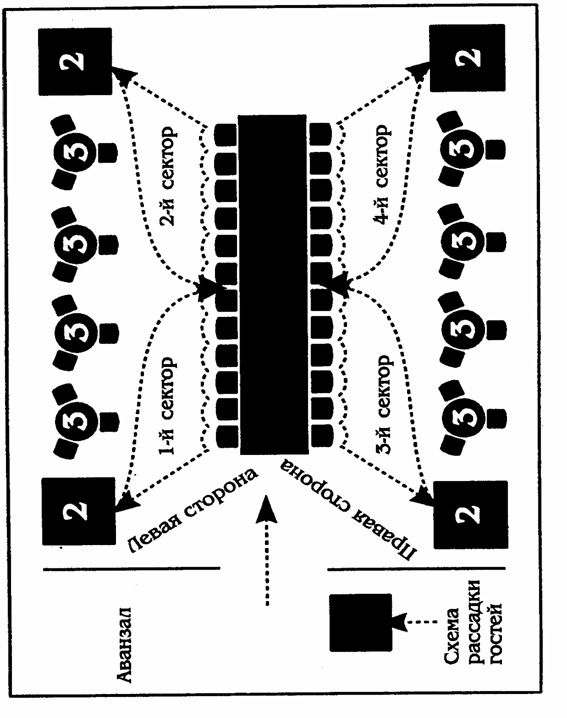 2
3
3
3
3
2
Аванзал
1-й сектор
2-й сектор
Левая сторона
Правая сторона
3-й сектор
4-й сектор
Схема
рассадки
гостей
2
3
3
3
3
2